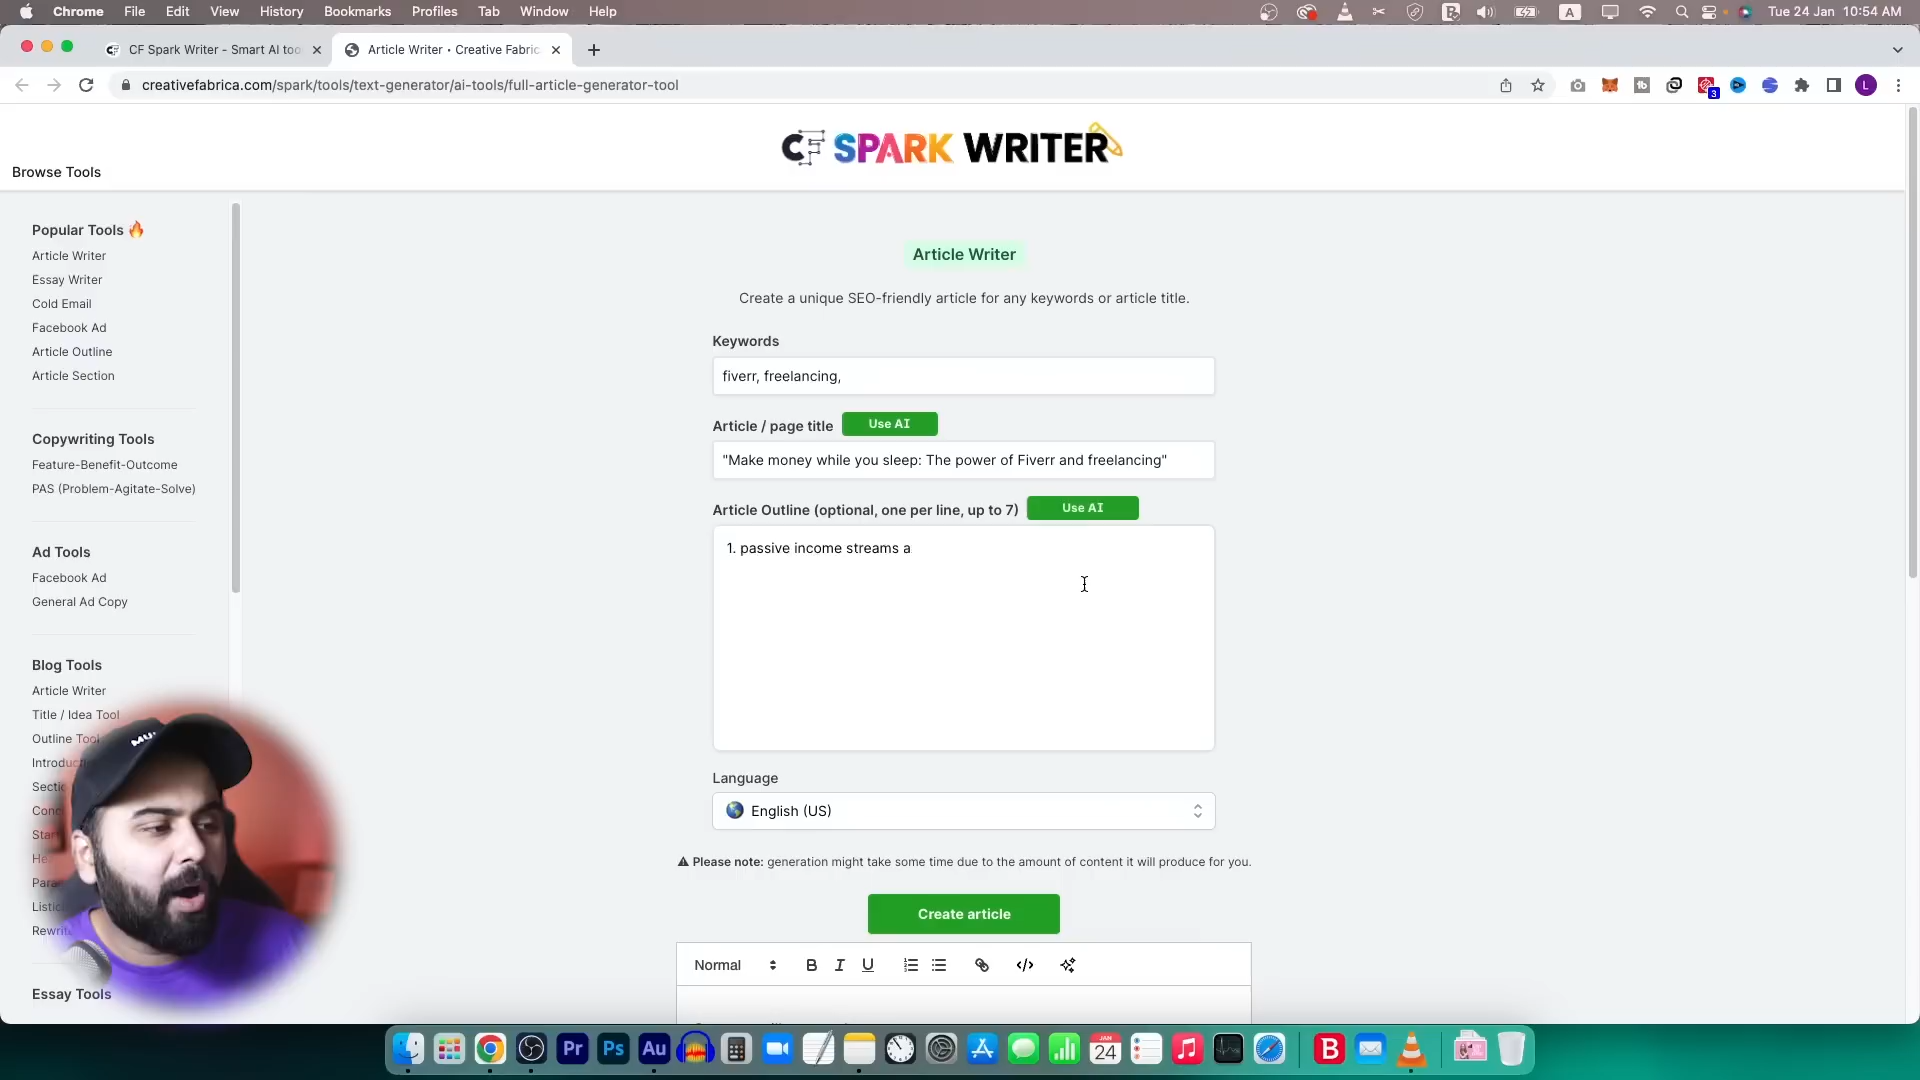 Chrome File Edit View History Bookmarks Profiles Tab Window Help
Tue 24 Jan 10:54 AM
CF Spark Writer - Smart AI too
Article Writer • Creative Fabric
creativefabrica.com/spark/tools/text-generator/ai-tools/full-article-generator-tool
CF SPARK WRITER
Browse Tools
Popular Tools
Article Writer
Essay Writer
Cold Email
Facebook Ad
Article Outline
Article Section
Copywriting Tools
Feature-Benefit-Outcome
PAS (Problem-Agitate-Solve)
Ad Tools
Facebook Ad
General Ad Copy
Blog Tools
Article Writer
Title / Idea Tool
Outline Tool
Essay Tools
Article Writer
Create a unique SEO-friendly article for any keywords or article title.
Keywords
fiverr, freelancing,
Article / page title Use AI
"Make money while you sleep: The power of Fiverr and freelancing"
Article Outline (optional, one per line, up to 7) Use AI
1. passive income streams a
Language
English (US)
Please note: generation might take some time due to the amount of content it will produce for you.
Create article
Normal B I U
Pr Ps Au
JAN
24
B